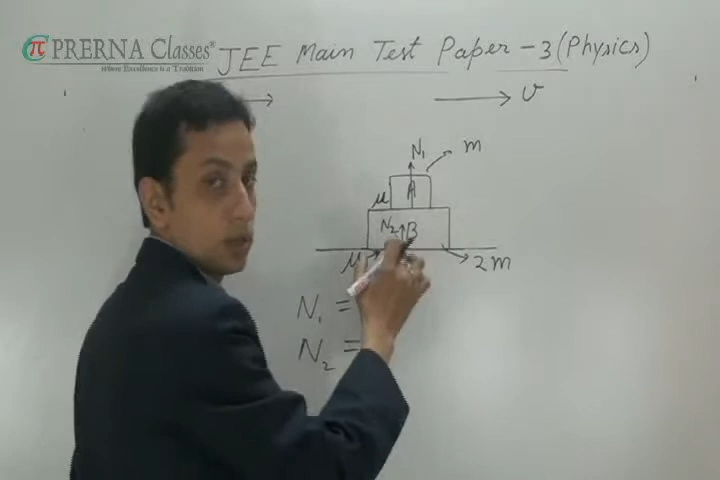 PRERNA Classes®
Where Excellence is a Tradition
JEE Main Test Paper - 3 (Physics)
v
N₁
m
μ
A
N₂
B
μ
2m
N₁ =
N₂ =